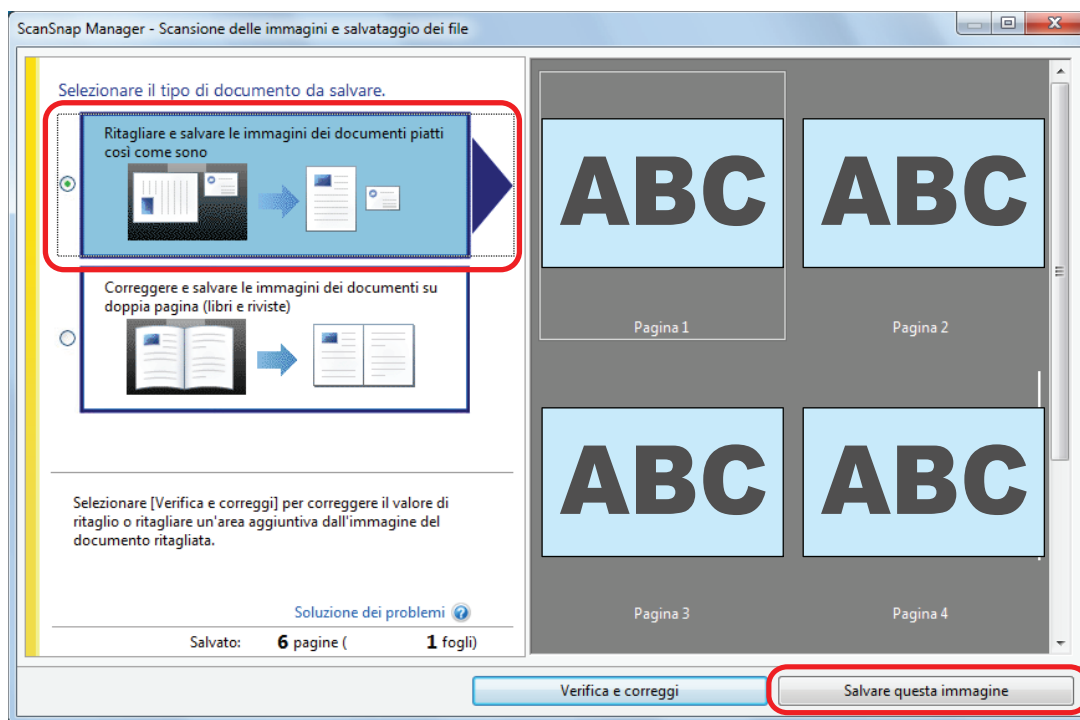 ScanSnap Manager - Scansione delle immagini e salvataggio dei file
Selezionare il tipo di documento da salvare.
Ritagliare e salvare le immagini dei documenti piatti
così come sono
Correggere e salvare le immagini dei documenti su
doppia pagina (libri e riviste)
Selezionare [Verifica e correggi] per correggere il valore di
ritaglio o ritagliare un'area aggiuntiva dall'immagine del
documento ritagliata.
Soluzione dei problemi
Salvato: 6 pagine ( 1 fogli)
ABC ABC
Pagina 1 Pagina 2
ABC ABC
Pagina 3 Pagina 4
Verifica e correggi Salvare questa immagine